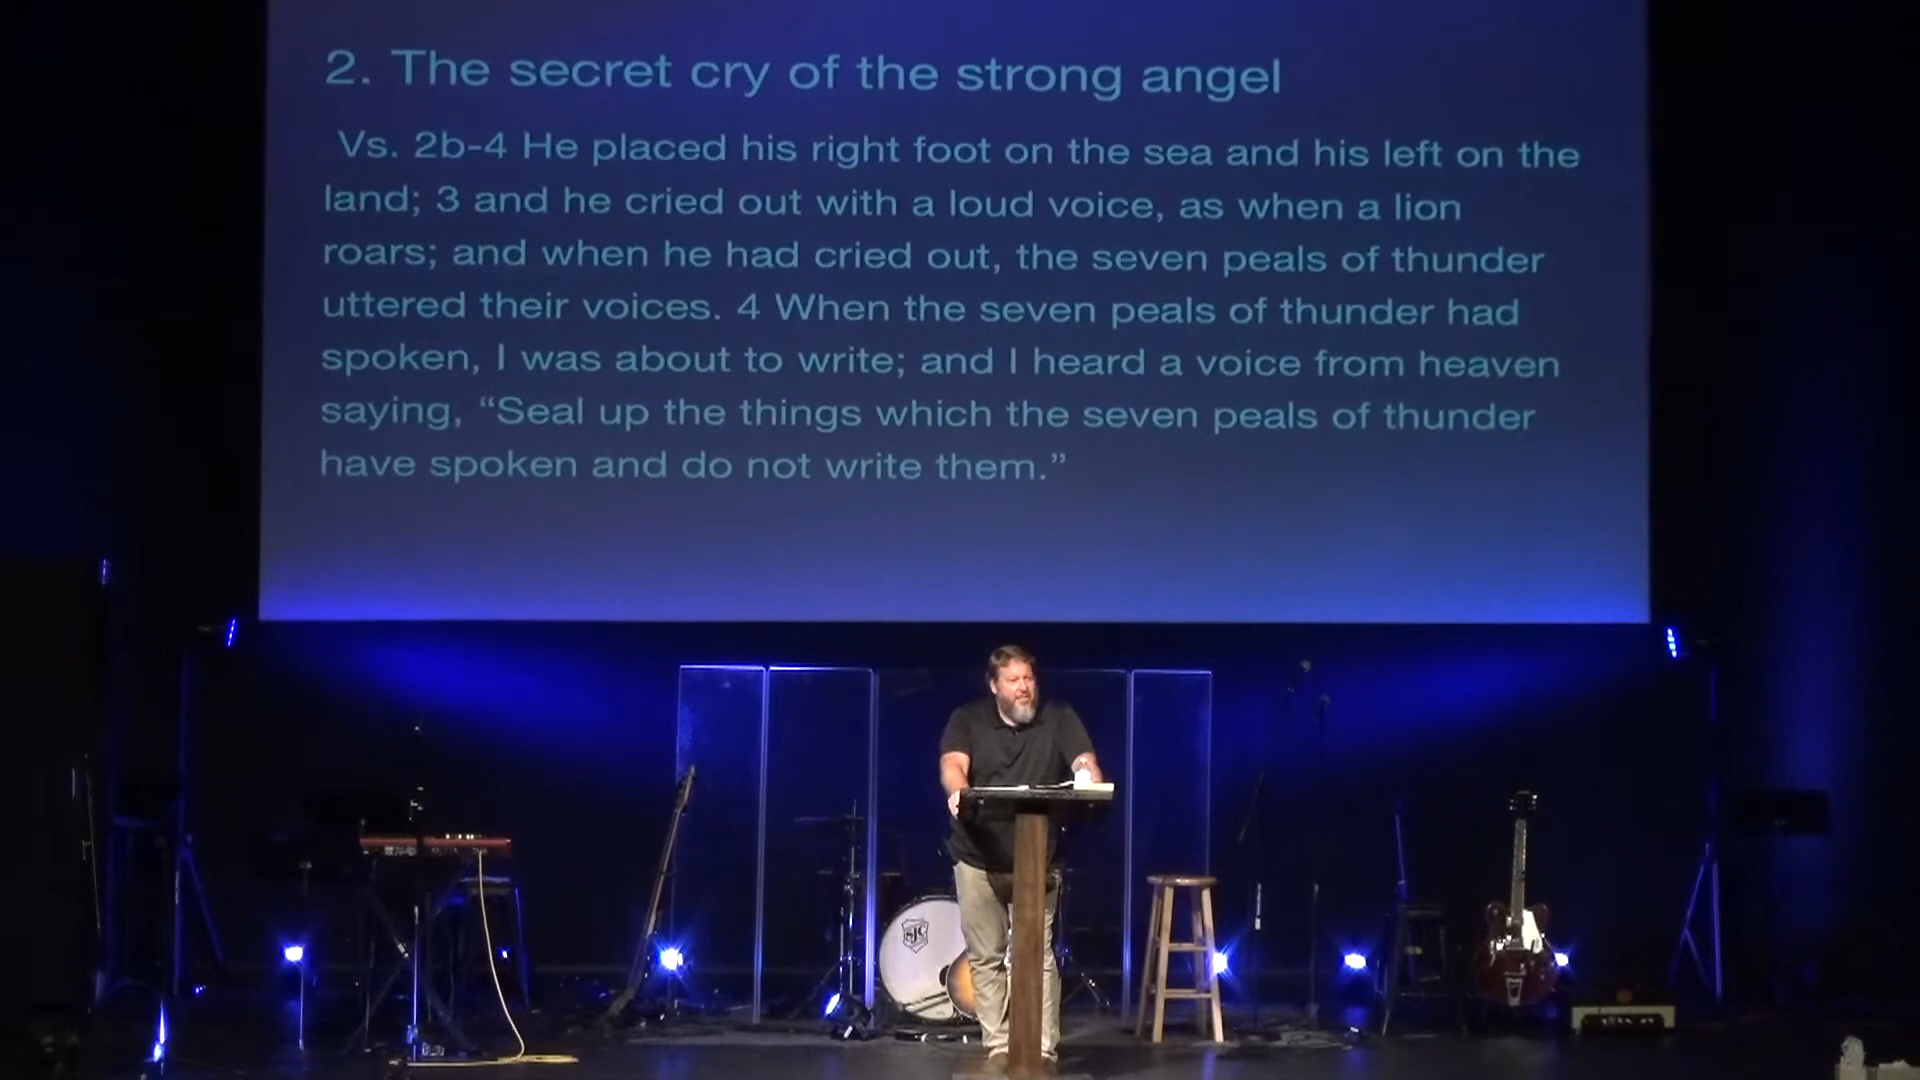 2. The secret cry of the strong angel
Vs. 2b-4 He placed his right foot on the sea and his left on the
land; 3 and he cried out with a loud voice, as when a lion
roars; and when he had cried out, the seven peals of thunder
uttered their voices. 4 When the seven peals of thunder had
spoken, I was about to write; and I heard a voice from heaven
saying, “Seal up the things which the seven peals of thunder
have spoken and do not write them.”
SJC